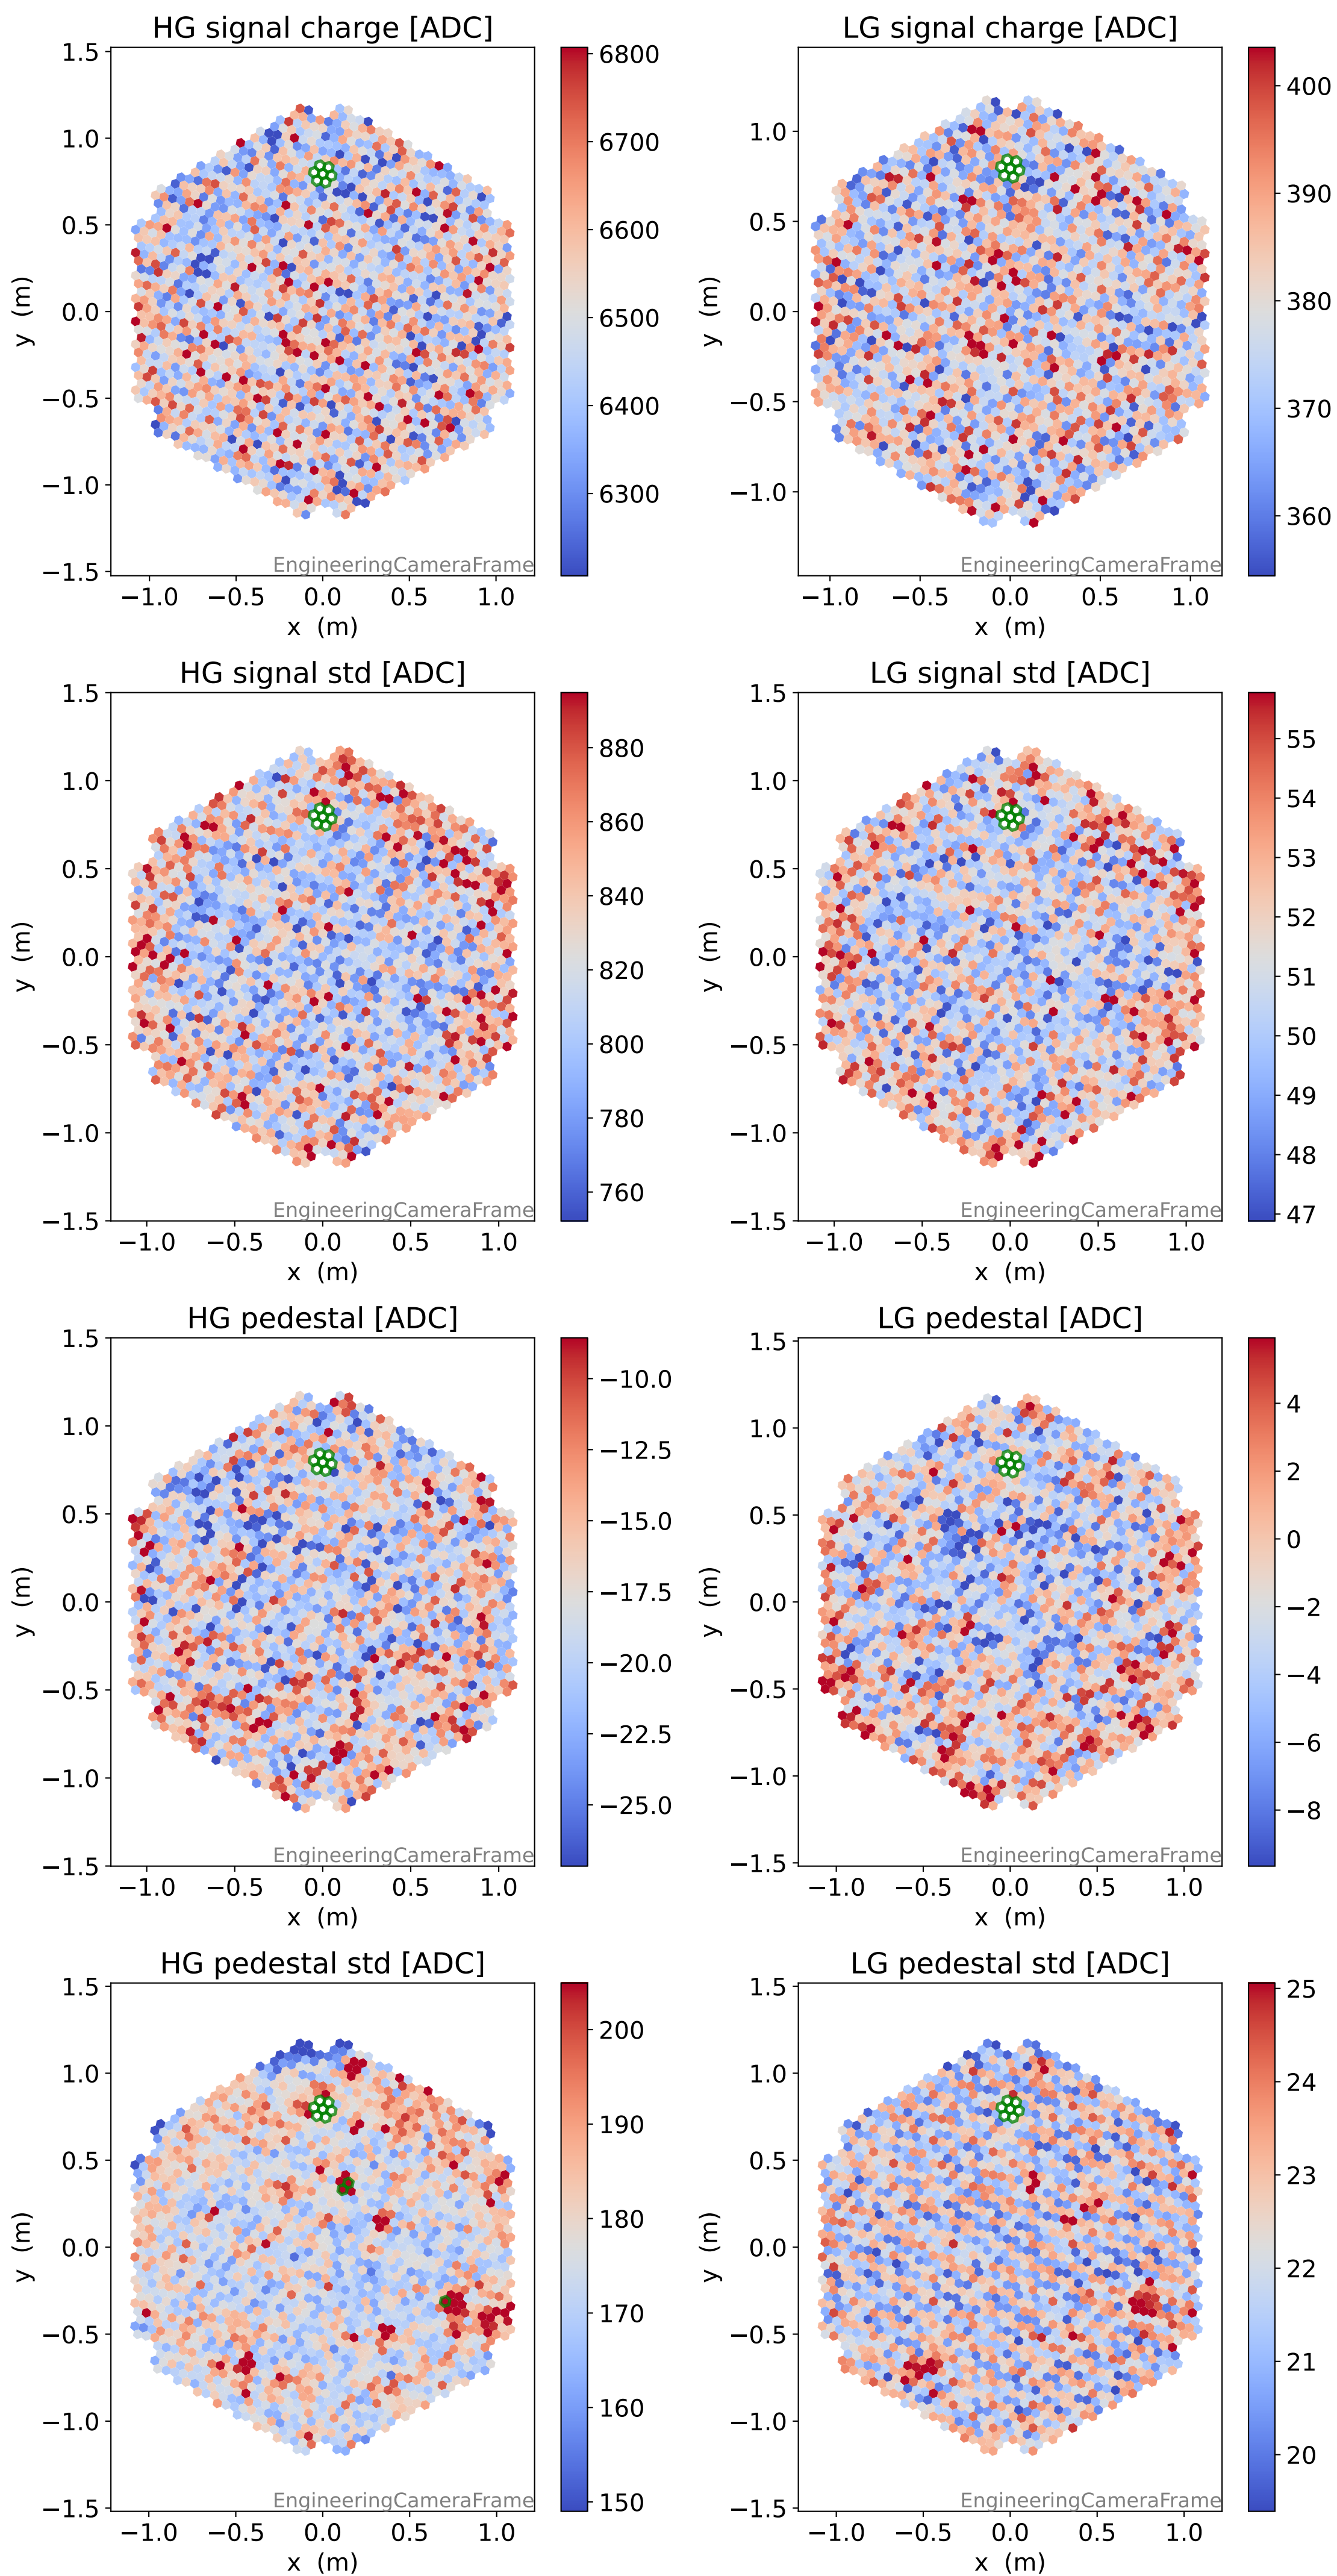 HG signal charge [ADC]
1.5
1.0
0.5
0.0
−0.5
−1.0
−1.5
y (m)
−1.0 −0.5 0.0 0.5 1.0
x (m)
EngineeringCameraFrame
6800
6700
6600
6500
6400
6300
LG signal charge [ADC]
1.0
0.5
0.0
−0.5
−1.0
y (m)
−1.0 −0.5 0.0 0.5 1.0
x (m)
EngineeringCameraFrame
400
390
380
370
360
HG signal std [ADC]
1.5
1.0
0.5
0.0
−0.5
−1.0
−1.5
y (m)
−1.0 −0.5 0.0 0.5 1.0
x (m)
EngineeringCameraFrame
880
860
840
820
800
780
760
LG signal std [ADC]
1.5
1.0
0.5
0.0
−0.5
−1.0
−1.5
y (m)
−1.0 −0.5 0.0 0.5 1.0
x (m)
EngineeringCameraFrame
55
54
53
52
51
50
49
48
47
HG pedestal [ADC]
1.5
1.0
0.5
0.0
−0.5
−1.0
−1.5
y (m)
−1.0 −0.5 0.0 0.5 1.0
x (m)
EngineeringCameraFrame
−10.0
−12.5
−15.0
−17.5
−20.0
−22.5
−25.0
LG pedestal [ADC]
1.5
1.0
0.5
0.0
−0.5
−1.0
−1.5
y (m)
−1.0 −0.5 0.0 0.5 1.0
x (m)
EngineeringCameraFrame
4
2
0
−2
−4
−6
−8
HG pedestal std [ADC]
1.5
1.0
0.5
0.0
−0.5
−1.0
−1.5
y (m)
−1.0 −0.5 0.0 0.5 1.0
x (m)
EngineeringCameraFrame
200
190
180
170
160
150
LG pedestal std [ADC]
1.5
1.0
0.5
0.0
−0.5
−1.0
−1.5
y (m)
−1.0 −0.5 0.0 0.5 1.0
x (m)
EngineeringCameraFrame
25
24
23
22
21
20